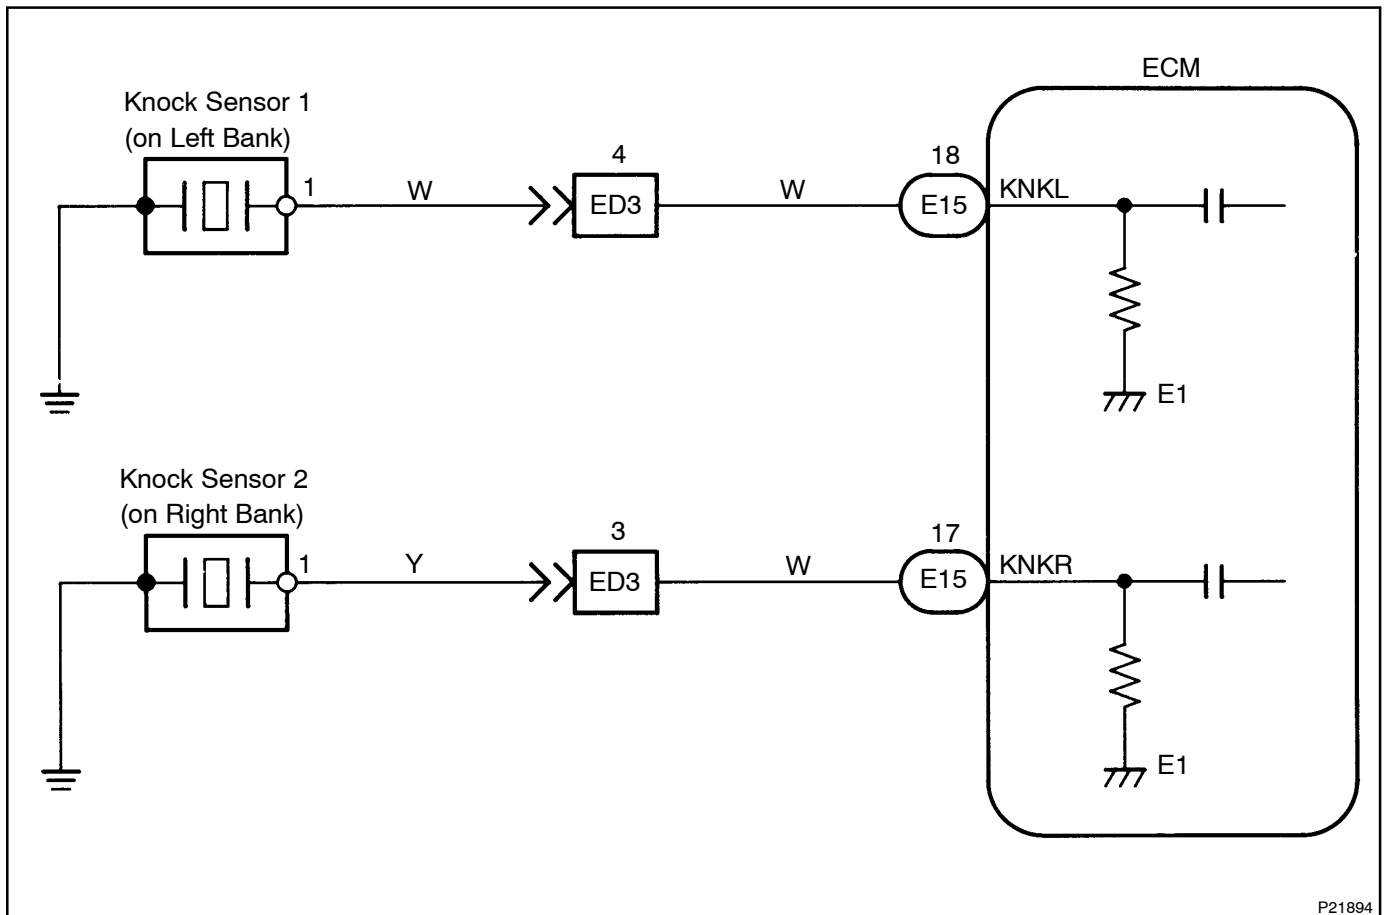 ECM
Knock Sensor 1
(on Left Bank)
1
W
4
ED3
W
18
E15
KNKL
E1
Knock Sensor 2
(on Right Bank)
1
Y
3
ED3
W
17
E15
KNKR
E1
P21894